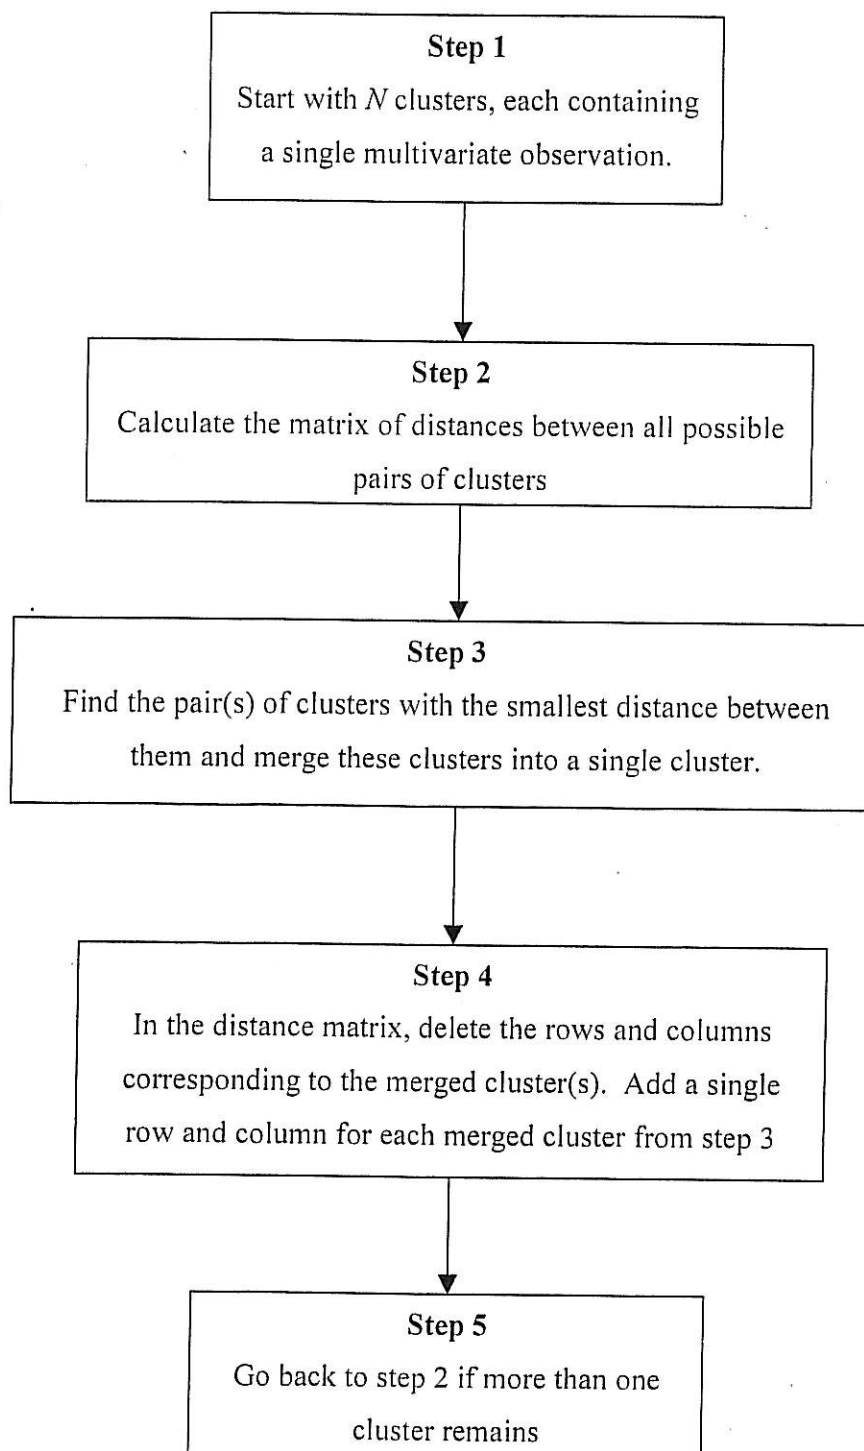 Step 1
Start with N clusters, each containing
a single multivariate observation.
Step 2
Calculate the matrix of distances between all possible
pairs of clusters
Step 3
Find the pair(s) of clusters with the smallest distance between
them and merge these clusters into a single cluster.
Step 4
In the distance matrix, delete the rows and columns
corresponding to the merged cluster(s).  Add a single
row and column for each merged cluster from step 3
Step 5
Go back to step 2 if more than one
cluster remains